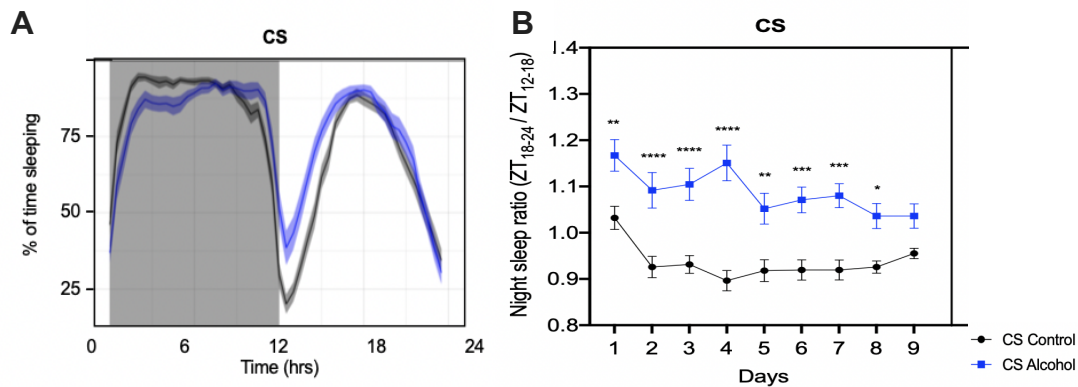 A
CS
% of time sleeping
75
50
25
0
6
12
18
24
Time (hrs)
B
CS
Night sleep ratio (ZT18-24 / ZT12-18)
1.4
1.3
1.2
1.1
1.0
0.9
0.8
**
****
****
****
**
***
***
*
1 2 3 4 5 6 7 8 9
Days
CS Control
CS Alcohol